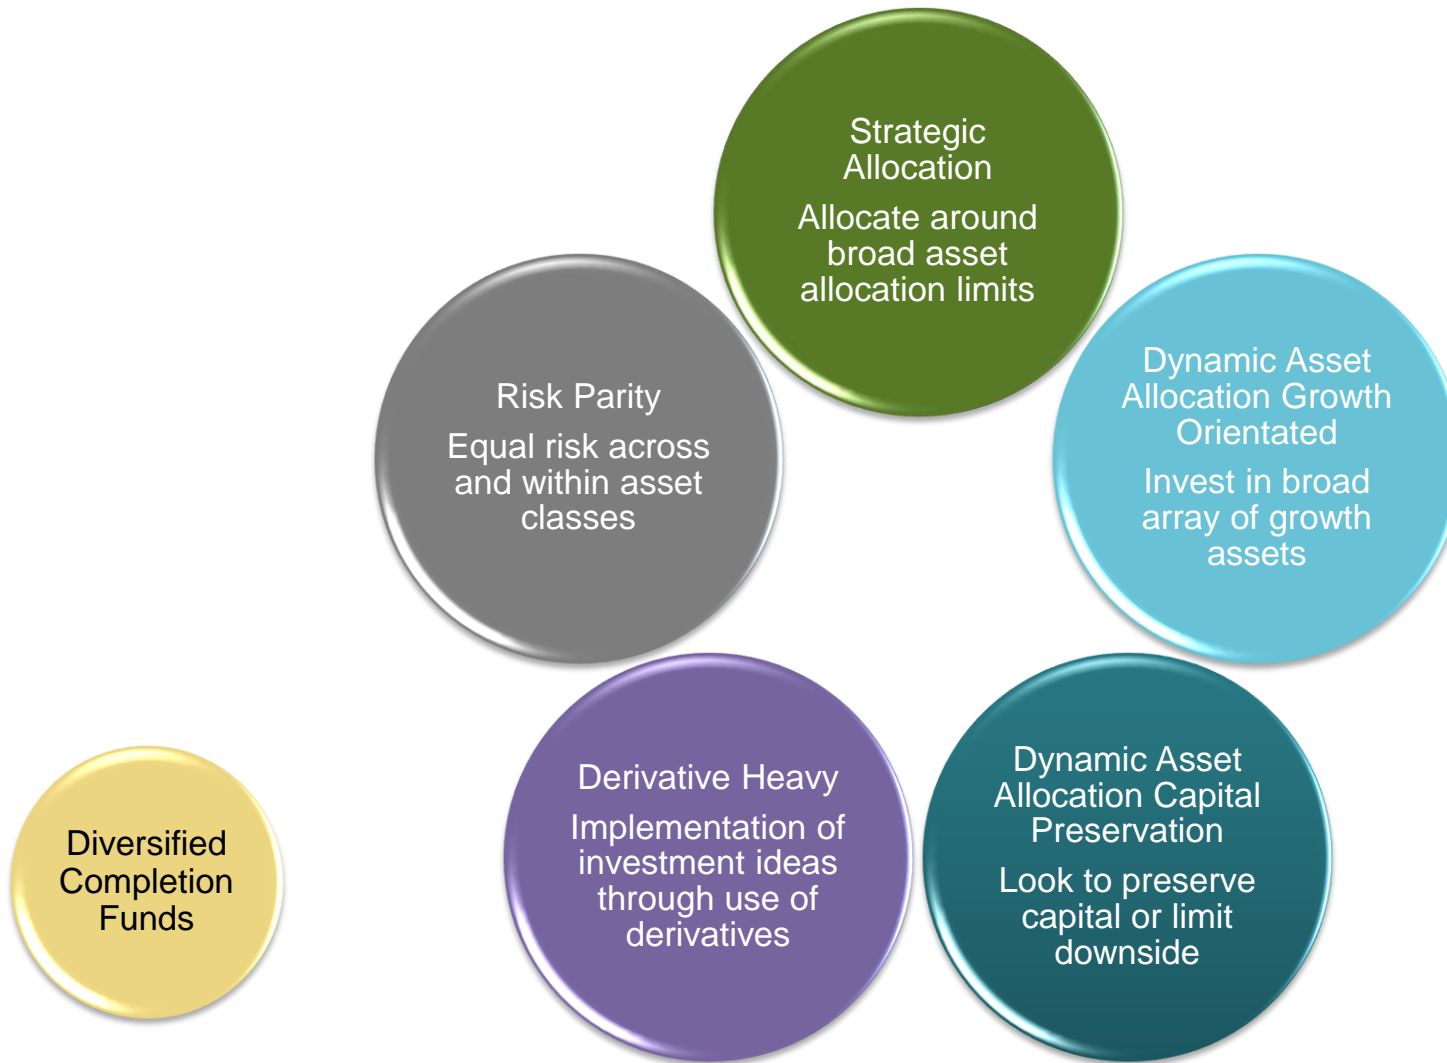 Strategic
Allocation
Allocate around
broad asset
allocation limits
Dynamic Asset
Allocation Growth
Orientated
Invest in broad
array of growth
assets
Dynamic Asset
Allocation Capital
Preservation
Look to preserve
capital or limit
downside
Derivative Heavy
Implementation of
investment ideas
through use of
derivatives
Risk Parity
Equal risk across
and within asset
classes
Diversified
Completion
Funds